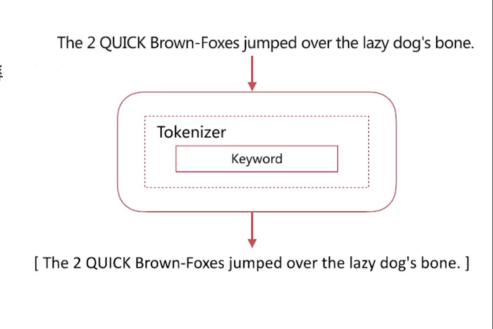 The 2 QUICK Brown-Foxes jumped over the lazy dog's bone.
Tokenizer
Keyword
[ The 2 QUICK Brown-Foxes jumped over the lazy dog's bone. ]